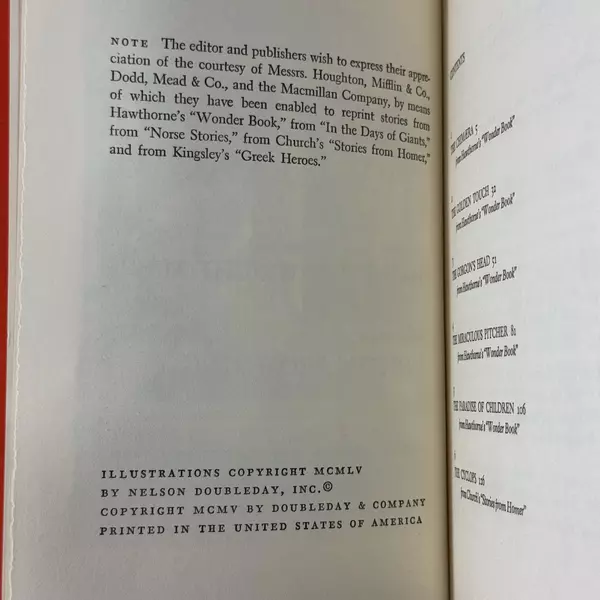 NOTE The editor and publishers wish to express their appre-
ciation of the courtesy of Messrs. Houghton, Mifflin & Co.,
Dodd, Mead & Co., and the Macmillan Company, by means
of which they have been enabled to reprint stories from
Hawthorne's "Wonder Book," from "In the Days of Giants,"
from "Norse Stories," from Church's "Stories from Homer,"
and from Kingsley's "Greek Heroes."
ILLUSTRATIONS COPYRIGHT MCMLV
BY NELSON DOUBLEDAY, INC.©
COPYRIGHT MCMV BY DOUBLEDAY & COMPANY
PRINTED IN THE UNITED STATES OF AMERICA
CONTENTS
THE CHIMÆRA 5
from Hawthorne's "Wonder Book"
THE GOLDEN TOUCH 32
from Hawthorne's "Wonder Book"
THE GORGON'S HEAD 51
from Hawthorne's "Wonder Book"
4
THE MIRACULOUS PITCHER 81
from Hawthorne's "Wonder Book"
5
THE PARADISE OF CHILDREN 106
from Hawthorne's "Wonder Book"
6
THE CYCLOPS 126
from Church's "Stories from Homer"